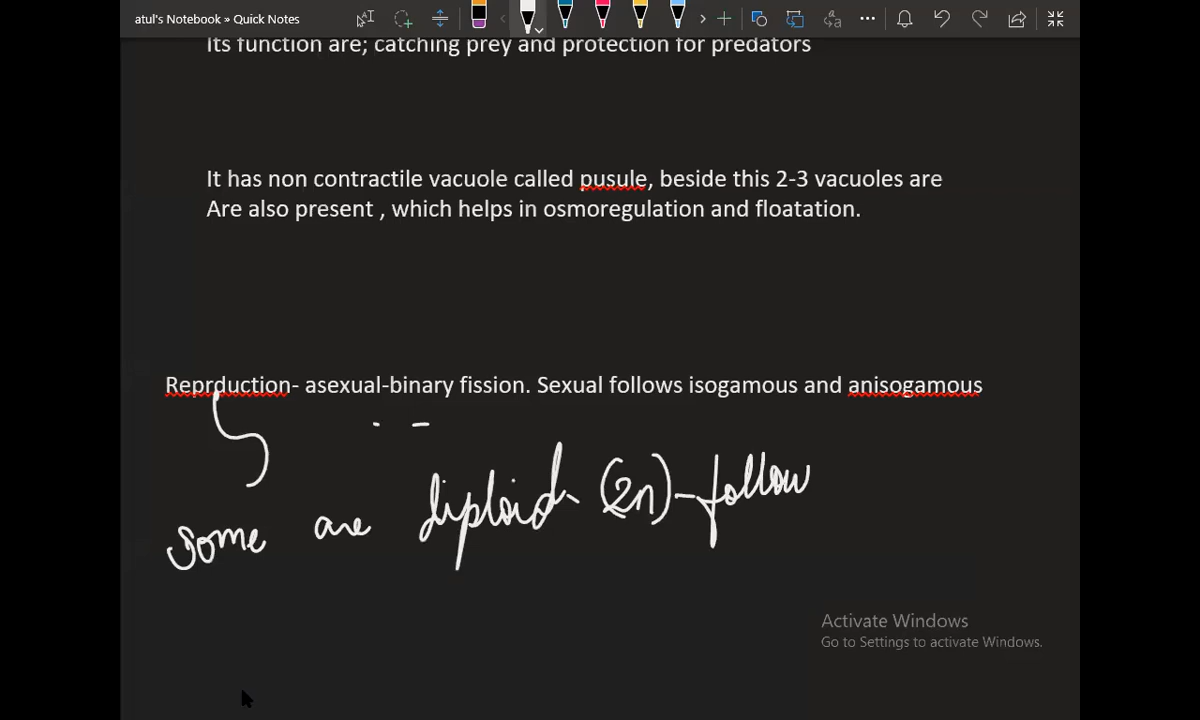 atul's Notebook » Quick Notes
Its function are; catching prey and protection for predators
It has non contractile vacuole called pusule, beside this 2-3 vacuoles are
Are also present , which helps in osmoregulation and floatation.
Reprduction- asexual-binary fission. Sexual follows isogamous and anisogamous
some are diploid- (2n)-follow
Activate Windows
Go to Settings to activate Windows.